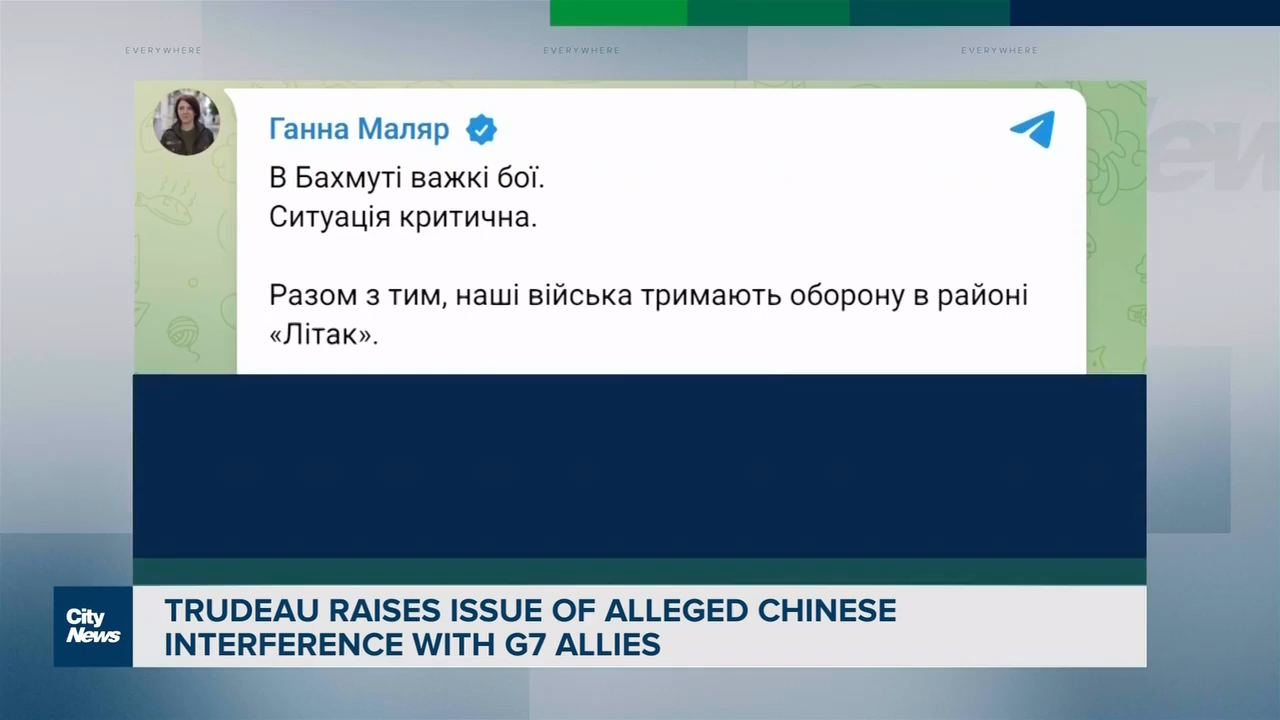 EVERYWHERE EVERYWHERE EVERYWHERE
Ганна Маляр
В Бахмуті важкі бої.
Ситуація критична.
Разом з тим, наші війська тримають оборону в районі
«Літак».
City
News
TRUDEAU RAISES ISSUE OF ALLEGED CHINESE
INTERFERENCE WITH G7 ALLIES